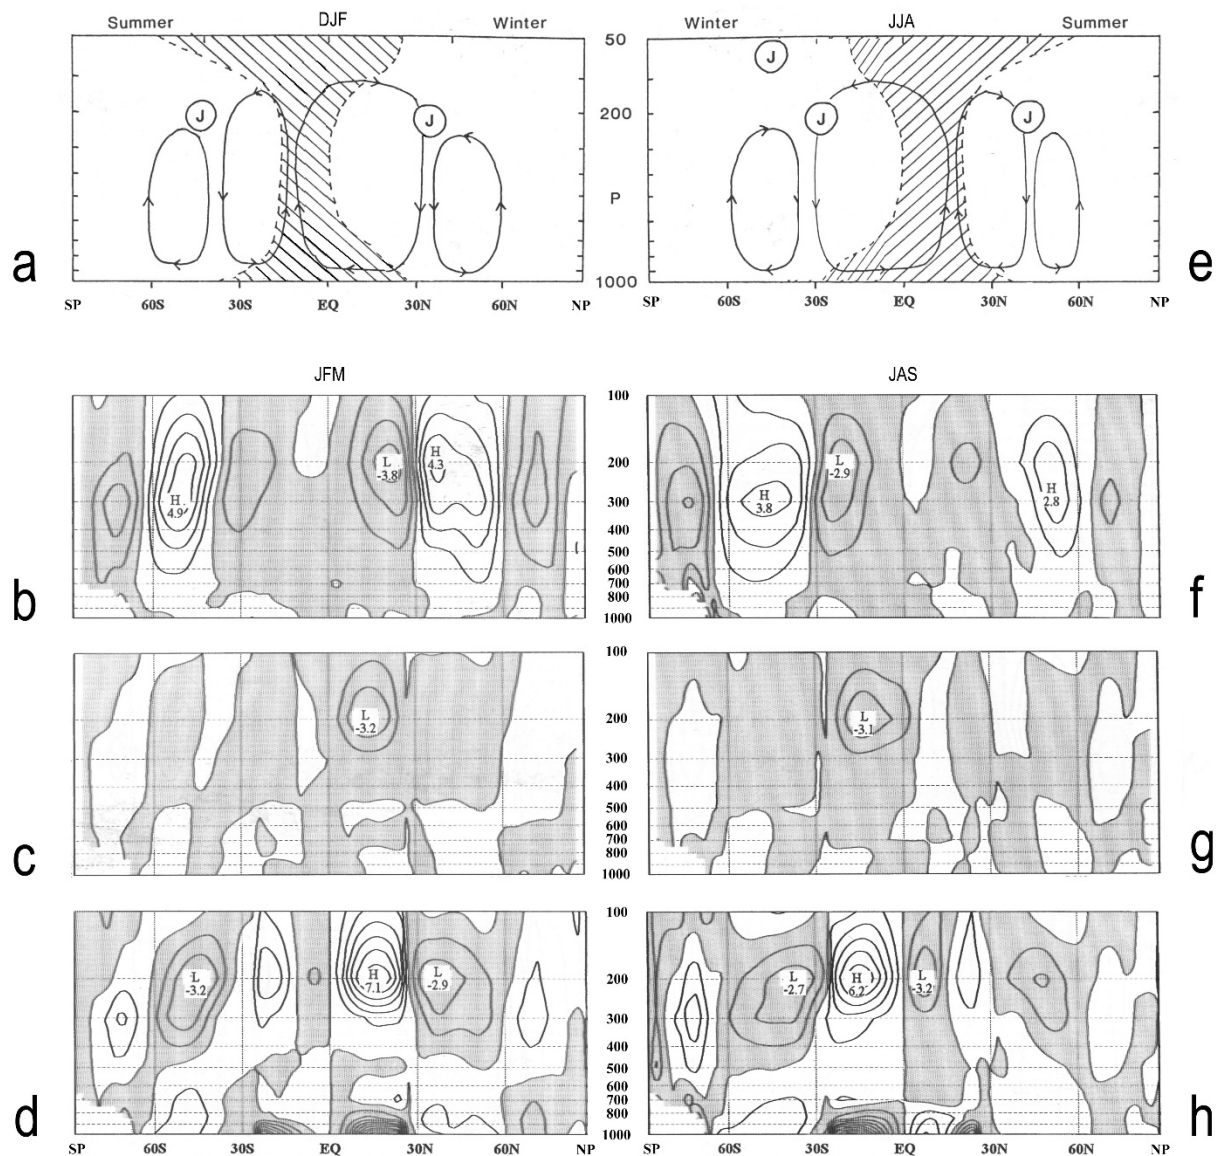 Summer DJF Winter
Winter JJA Summer
J
J
50
200
P
1000
J
J
J
a
e
SP 60S 30S EQ 30N 60N NP
SP 60S 30S EQ 30N 60N NP
JFM
JAS
100
200
300
400
500
600
700
800
1000
H
4.9
L
-3.8
H
4.3
H
3.8
L
-2.9
H
2.8
b
f
100
200
300
400
500
600
700
800
1000
L
-3.2
L
-3.1
c
g
100
200
300
400
500
600
700
800
1000
L
-3.2
H
-7.1
L
-2.9
L
-2.7
H
6.2
L
-3.2
d
h
SP 60S 30S EQ 30N 60N NP
SP 60S 30S EQ 30N 60N NP